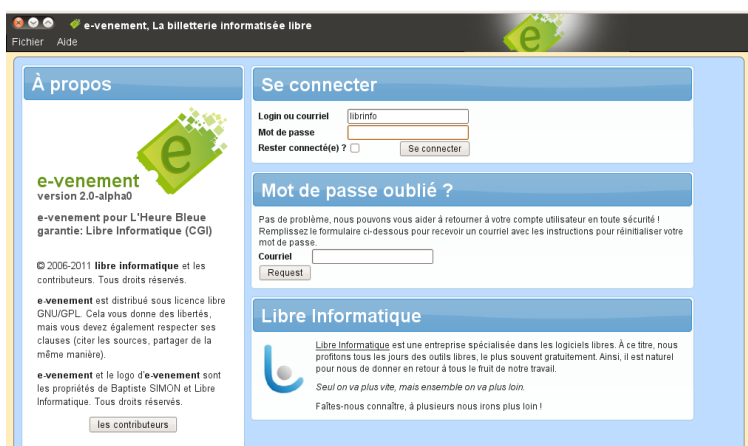 e-venement, La billetterie informatisée libre
Fichier Aide
e
À propos
e
e-venement
version 2.0-alpha0
e-venement pour L'Heure Bleue
garantie: Libre Informatique (CGI)
© 2006-2011 libre informatique et les
contributeurs. Tous droits réservés.
e-venement est distribué sous licence libre
GNU/GPL. Cela vous donne des libertés,
mais vous devez également respecter ses
clauses (citer les sources, partager de la
même manière).
e-venement et le logo d'e-venement sont
les propriétés de Baptiste SIMON et Libre
Informatique. Tous droits réservés.
les contributeurs
Se connecter
Login ou courriel librinfo
Mot de passe
Rester connecté(e) ? Se connecter
Mot de passe oublié ?
Pas de problème, nous pouvons vous aider à retourner à votre compte utilisateur en toute sécurité !
Remplissez le formulaire ci-dessous pour recevoir un courriel avec les instructions pour réinitialiser votre
mot de passe.
Courriel
Request
Libre Informatique
Libre Informatique est une entreprise spécialisée dans les logiciels libres. À ce titre, nous
profitons tous les jours des outils libres, le plus souvent gratuitement. Ainsi, il est naturel
pour nous de donner en retour à tous le fruit de notre travail.
Seul on va plus vite, mais ensemble on va plus loin.
Faîtes-nous connaître, à plusieurs nous irons plus loin !